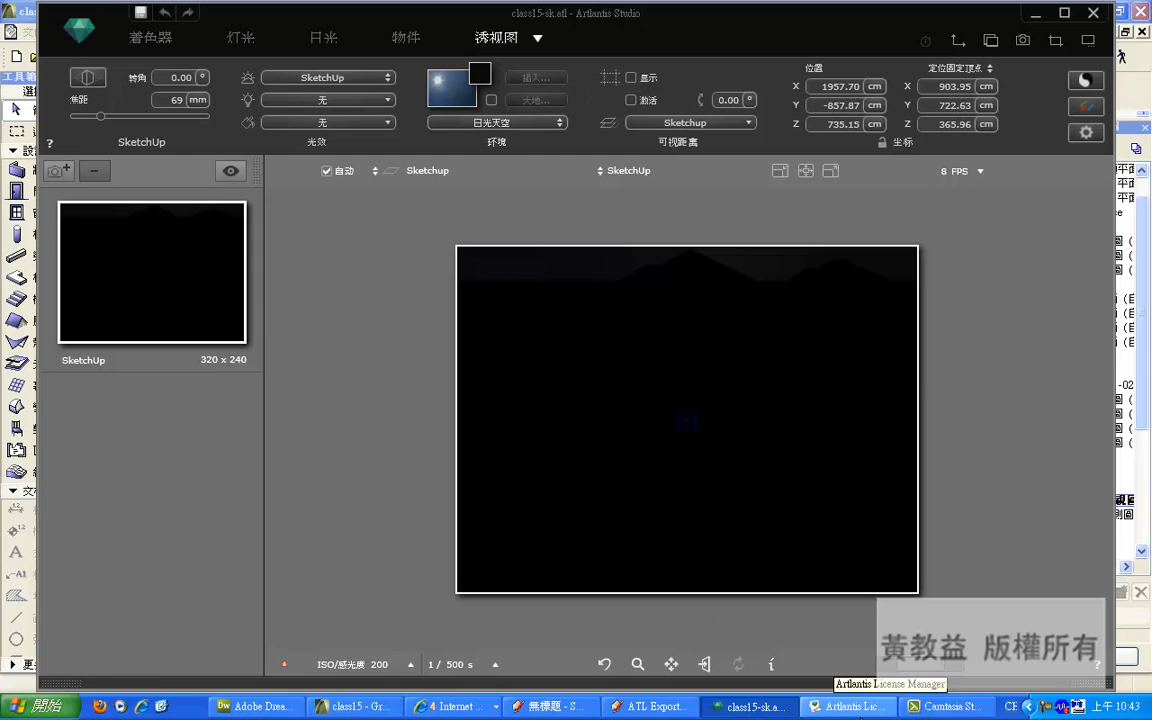 class15-sk.atl - Artlantis Studio
着色器 灯光 日光 物件 透视图
转角 0.00 °
焦距 69 mm
SketchUp
?
SketchUp
无
无
光效
插入...
天地...
日光天空
环境
显示
激活 0.00 °
Sketchup
可视距离
位置 定位固定顶点
X 1957.70 cm X 903.95 cm
Y -857.87 cm Y 722.63 cm
Z 735.15 cm Z 365.96 cm
坐标
自动 Sketchup SketchUp 8 FPS
SketchUp 320 x 240
ISO/感光度 200 1 / 500 s
黃教益 版權所有
Artlantis License Manager
開始 Adobe Drea... class15 - Gr... 4 Internet ... 無標題 - S... ATL Export... class15-sk.a... Artlantis Lic... Camtasia St... CH 上午 10:43